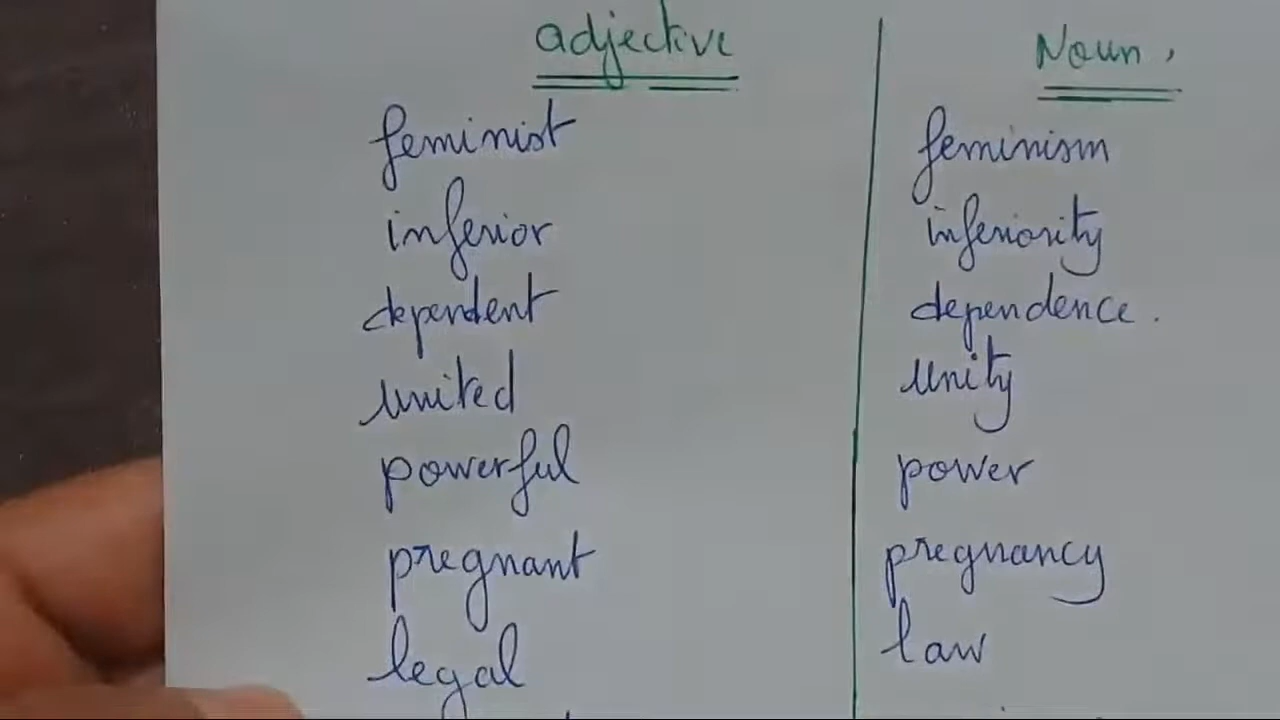 adjective Noun,
feminist feminism
inferior inferiority
dependent dependence.
united unity
powerful power
pregnant pregnancy
legal law